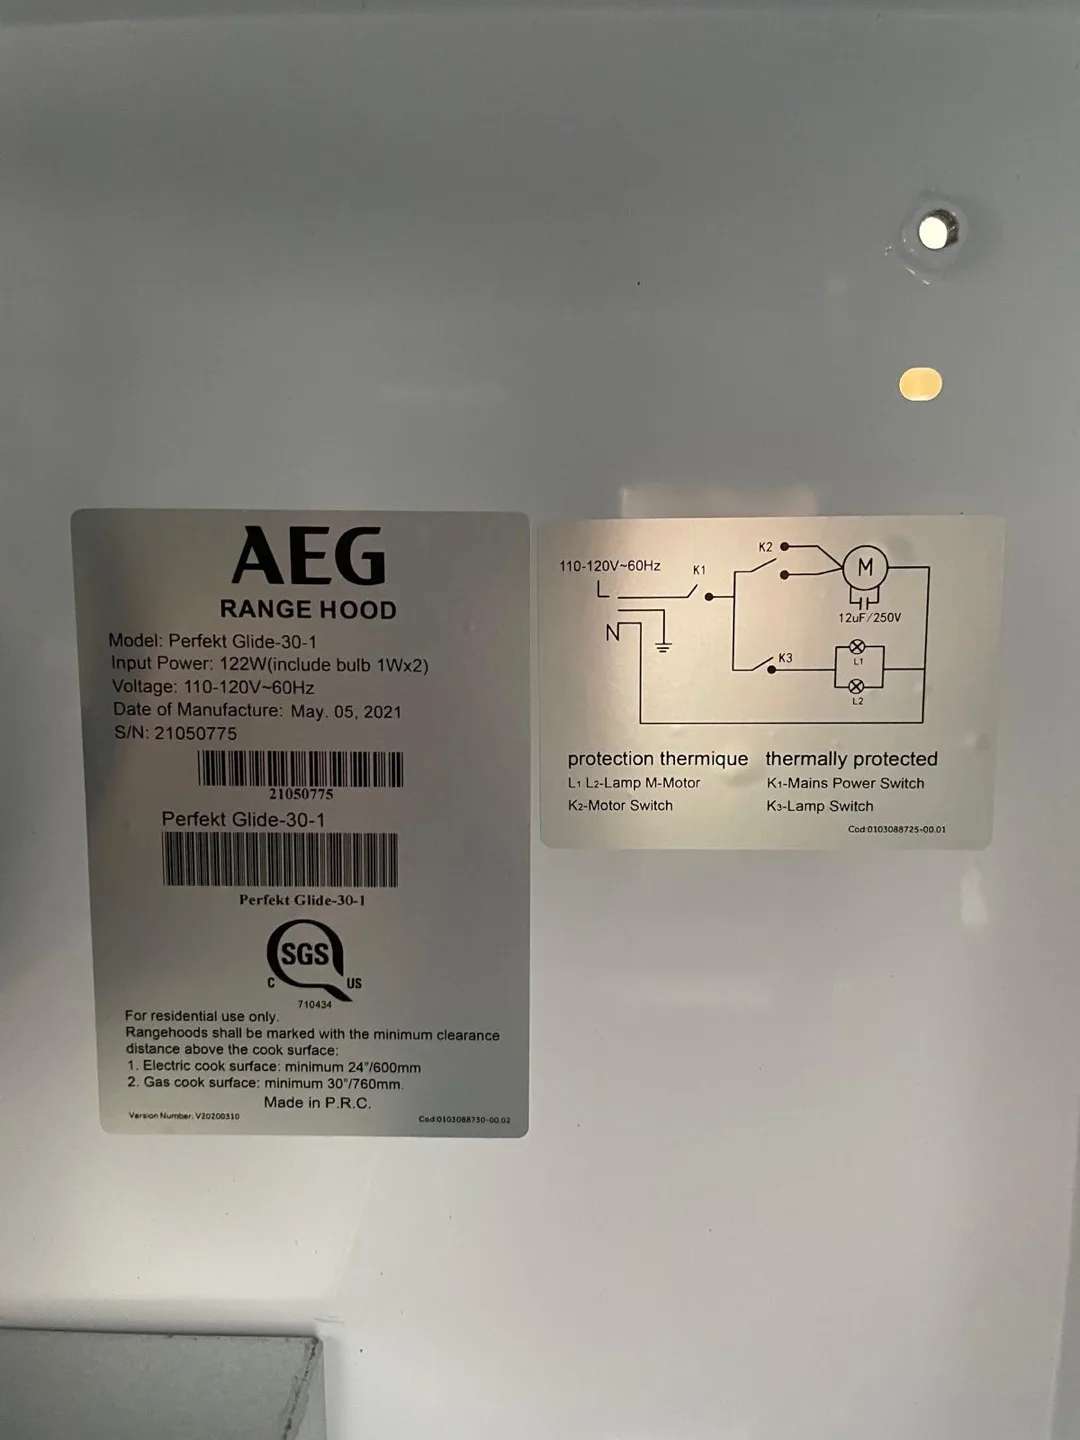 AEG
RANGE HOOD
Model: Perfekt Glide-30-1
Input Power: 122W(include bulb 1Wx2)
Voltage: 110-120V~60Hz
Date of Manufacture: May. 05, 2021
S/N: 21050775
21050775
Perfekt Glide-30-1
Perfekt Glide-30-1
SGS
C US
710434
For residential use only.
Rangehoods shall be marked with the minimum clearance
distance above the cook surface:
1. Electric cook surface: minimum 24"/600mm
2. Gas cook surface: minimum 30"/760mm.
Made in P.R.C.
Version Number: V20200310 Cod:0103088730-00.02
K2
M
110-120V~60Hz
K1
L
12uF/250V
N
K3
L1
L2
protection thermique thermally protected
L1 L2-Lamp M-Motor K1-Mains Power Switch
K2-Motor Switch K3-Lamp Switch
Cod:0103088725-00.01